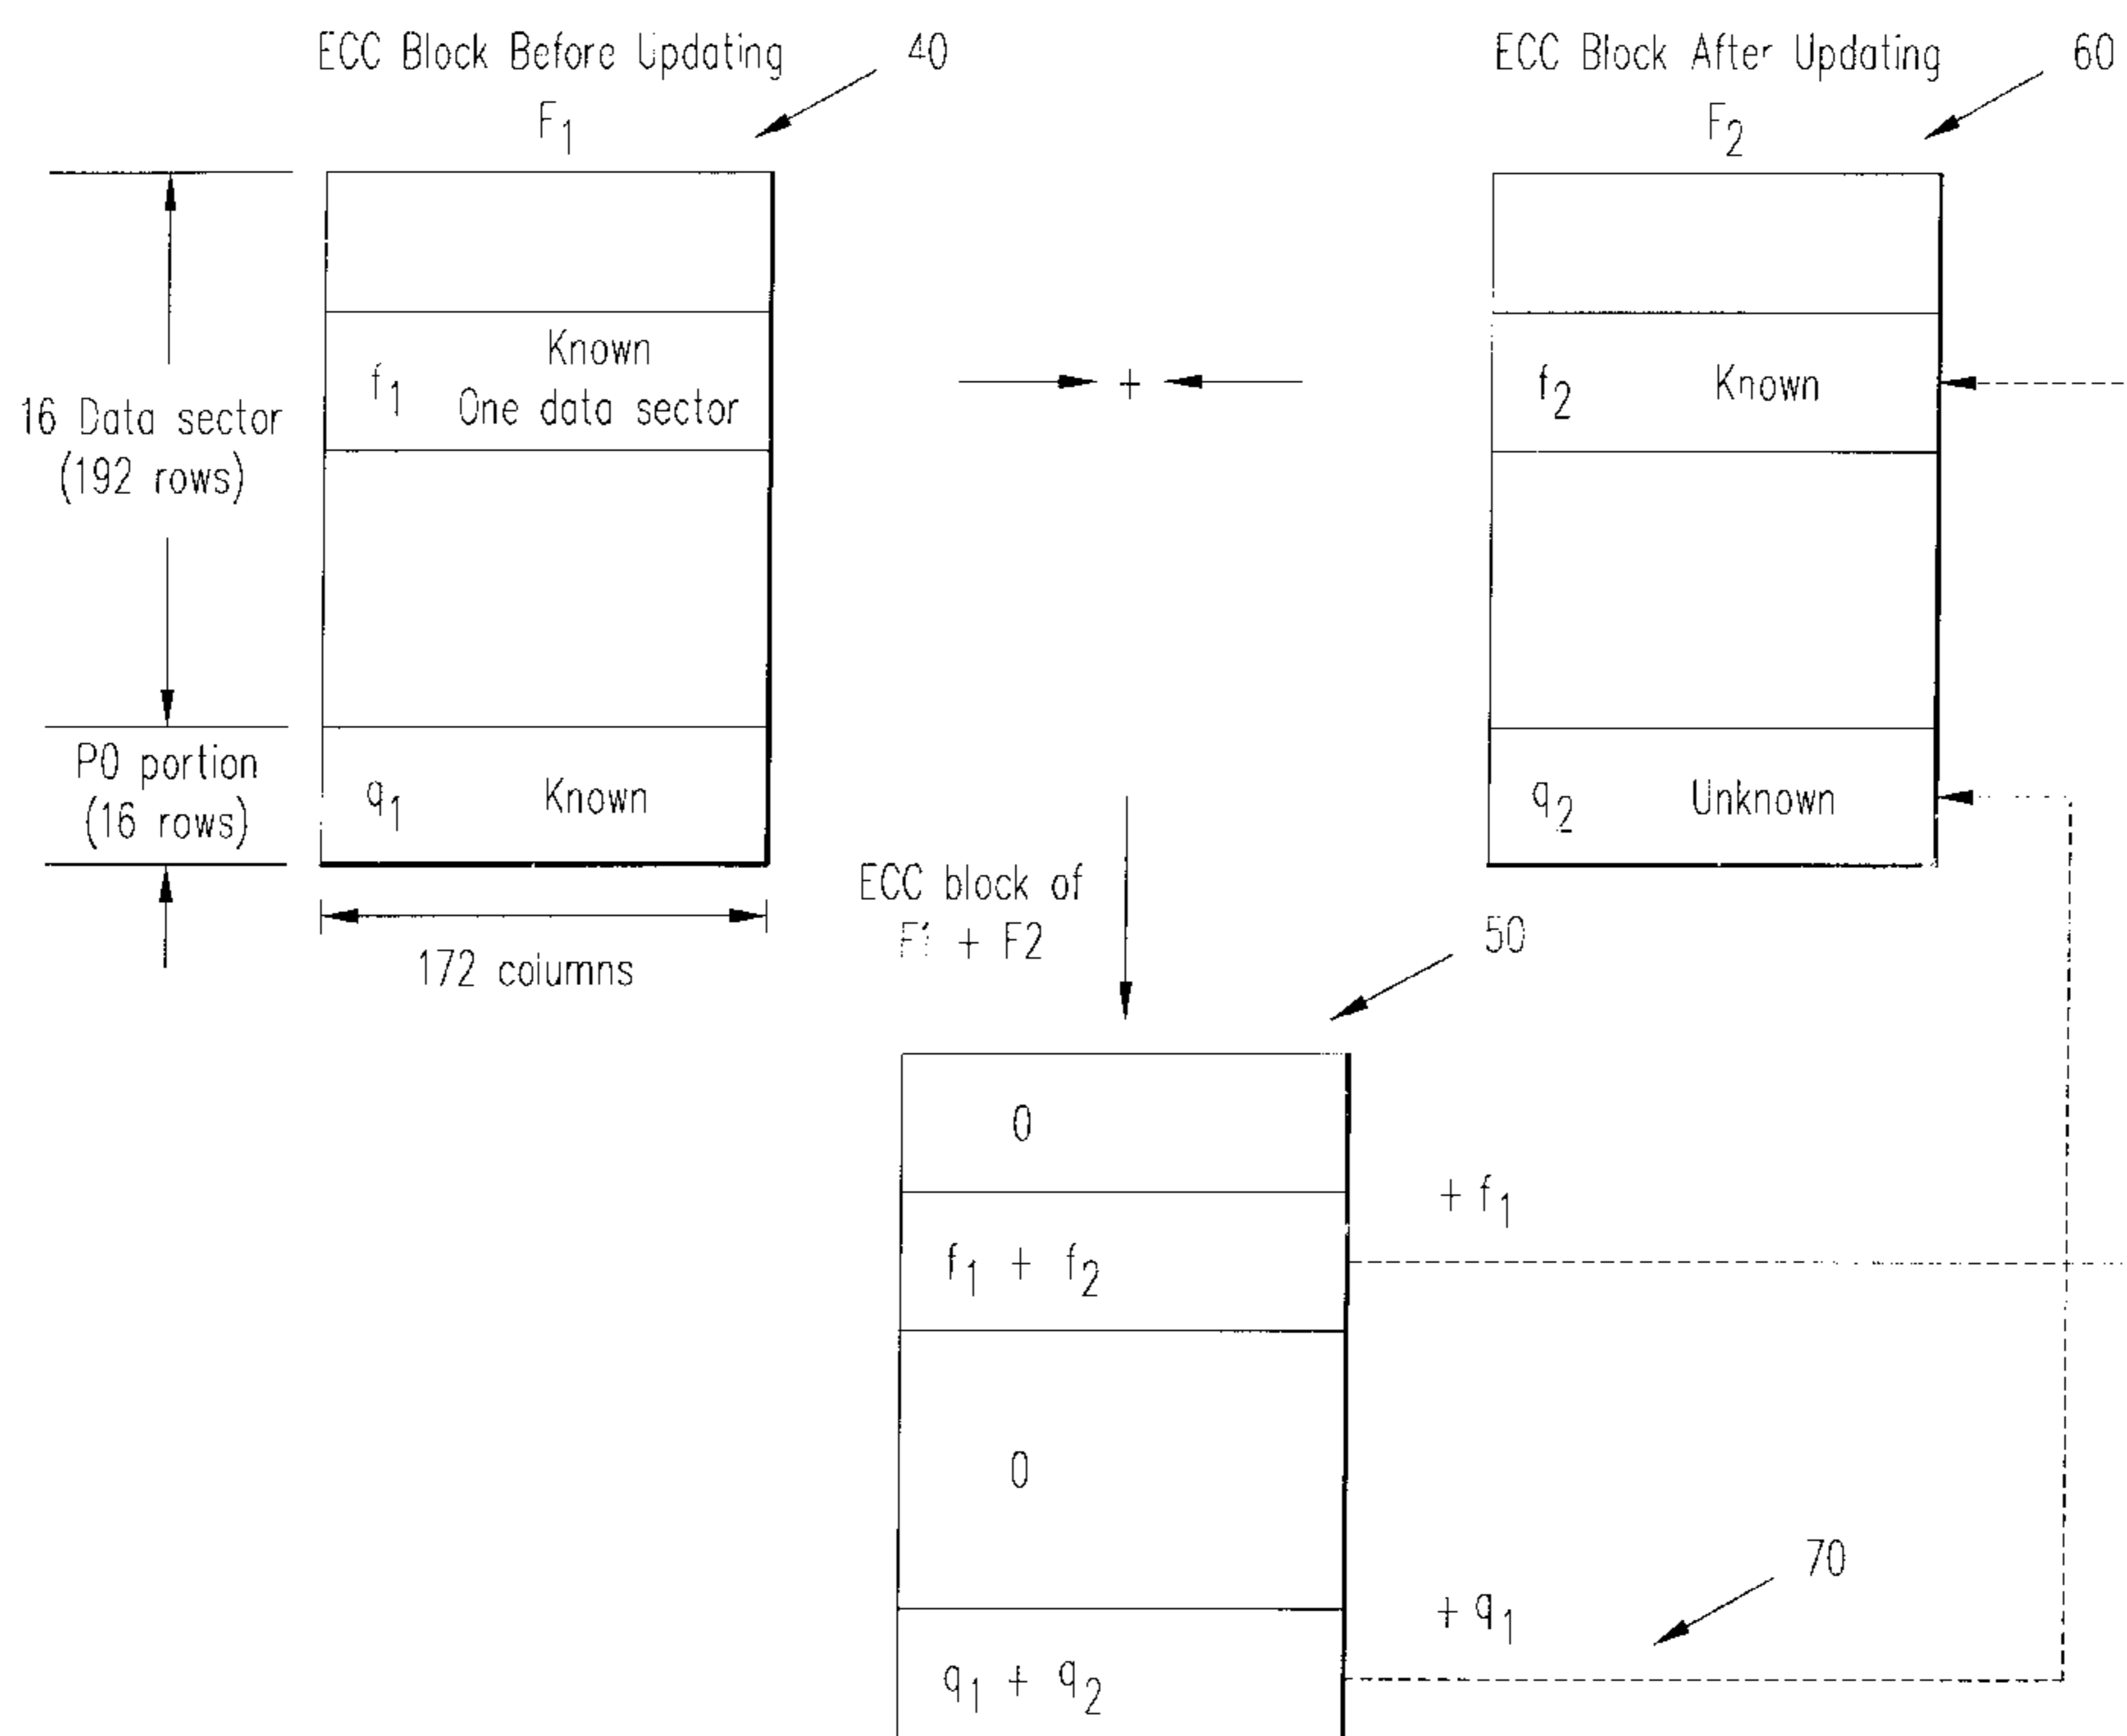 ECC Block Before Updating
40
F1
ECC Block After Updating
60
F2
Known
f1
One data sector
+
f2
Known
16 Data sector
(192 rows)
PO portion
(16 rows)
q1
Known
q2
Unknown
172 columns
ECC block of
F1 + F2
50
0
+ f1
f1 + f2
0
70
+ q1
q1 + q2